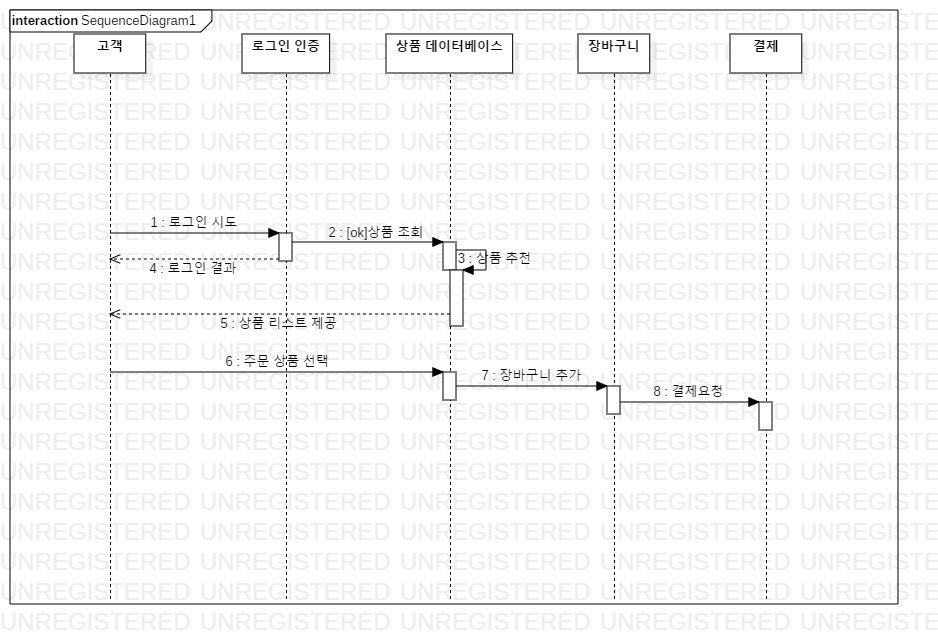 interaction SequenceDiagram1
고객
로그인 인증
상품 데이터베이스
장바구니
결제
1 : 로그인 시도
2 : [ok]상품 조회
3 : 상품 추천
4 : 로그인 결과
5 : 상품 리스트 제공
6 : 주문 상품 선택
7 : 장바구니 추가
8 : 결제요청
UNREGISTERED UNREGISTERED UNREGISTERED UNREGISTERED UNREGISTERED